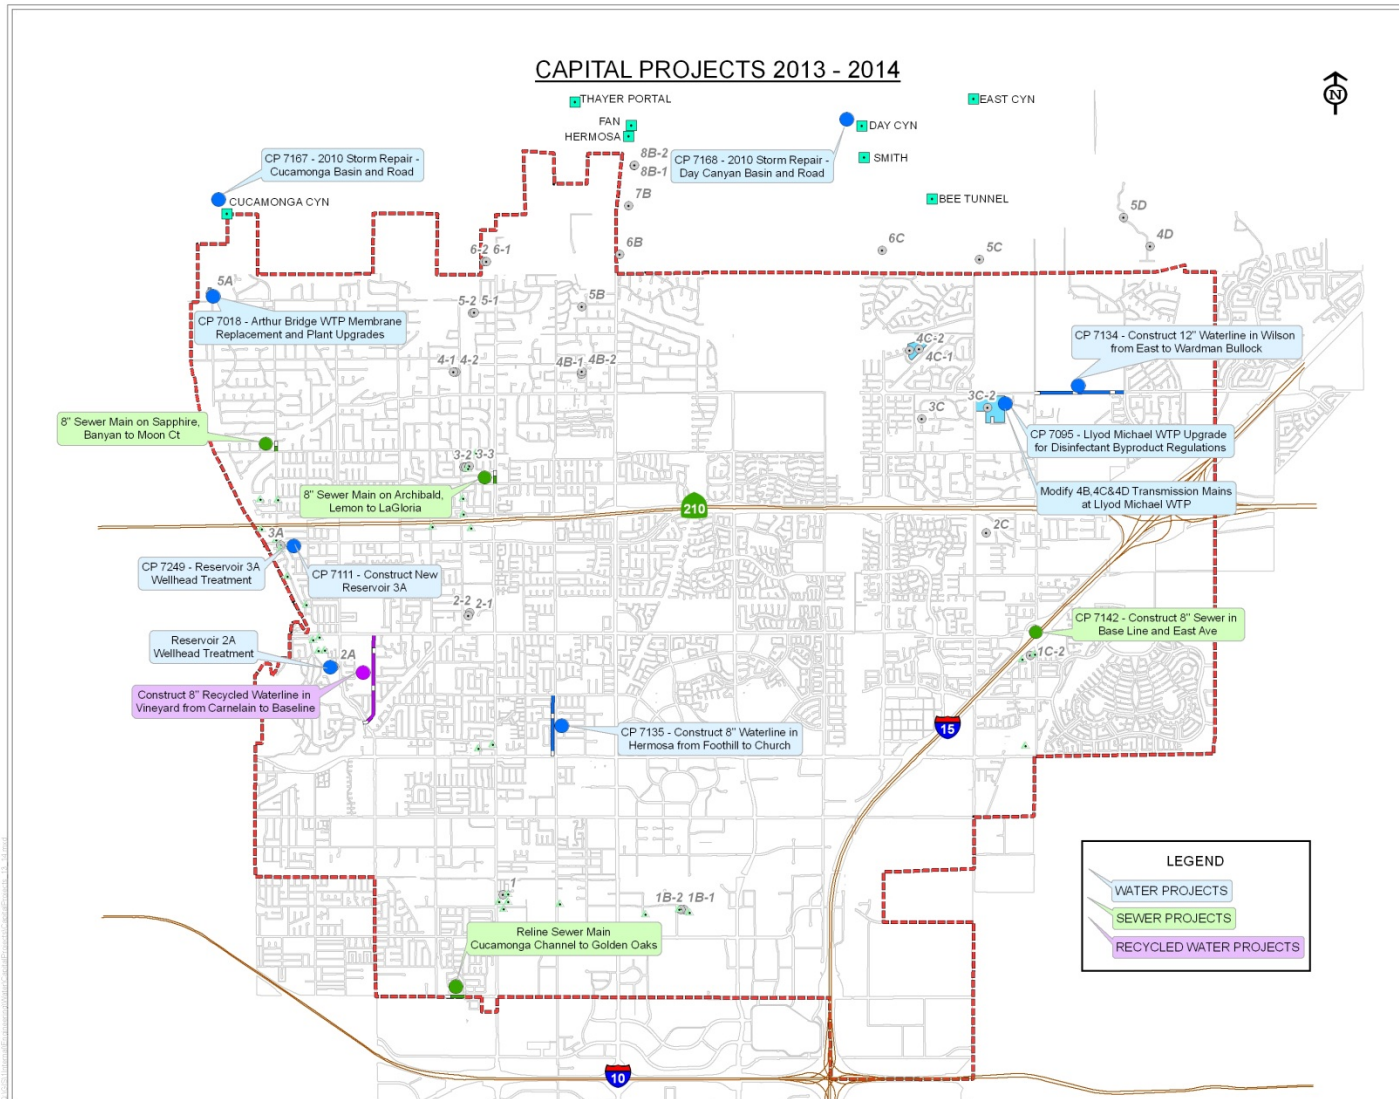 CAPITAL PROJECTS 2013 - 2014
N
THAYER PORTAL
FAN
HERMOSA
EAST CYN
DAY CYN
SMITH
BEE TUNNEL
CUCAMONGA CYN
CP 7167 - 2010 Storm Repair -
Cucamonga Basin and Road
CP 7168 - 2010 Storm Repair -
Day Canyan Basin and Road
8B-2
8B-1
7B
6B
6C
5C
5D
4D
6-2 6-1
5A
5-2 5-1
5B
CP 7018 - Arthur Bridge WTP Membrane
Replacement and Plant Upgrades
4-1 4-2
4B-1 4B-2
4C-2
4C-1
CP 7134 - Construct 12" Waterline in Wilson
from East to Wardman Bullock
3C
3C-2
8" Sewer Main on Sapphire,
Banyan to Moon Ct
CP 7095 - Llyod Michael WTP Upgrade
for Disinfectant Byproduct Regulations
3-2 3-3
8" Sewer Main on Archibald,
Lemon to LaGloria
Modify 4B,4C&4D Transmission Mains
at Llyod Michael WTP
210
2C
3A
CP 7249 - Reservoir 3A
Wellhead Treatment
CP 7111 - Construct New
Reservoir 3A
2-2 2-1
CP 7142 - Construct 8" Sewer in
Base Line and East Ave
1C-2
Reservoir 2A
Wellhead Treatment
2A
Construct 8" Recycled Waterline in
Vineyard from Carnelain to Baseline
CP 7135 - Construct 8" Waterline in
Hermosa from Foothill to Church
15
1
1B-2 1B-1
Reline Sewer Main
Cucamonga Channel to Golden Oaks
10
LEGEND
WATER PROJECTS
SEWER PROJECTS
RECYCLED WATER PROJECTS